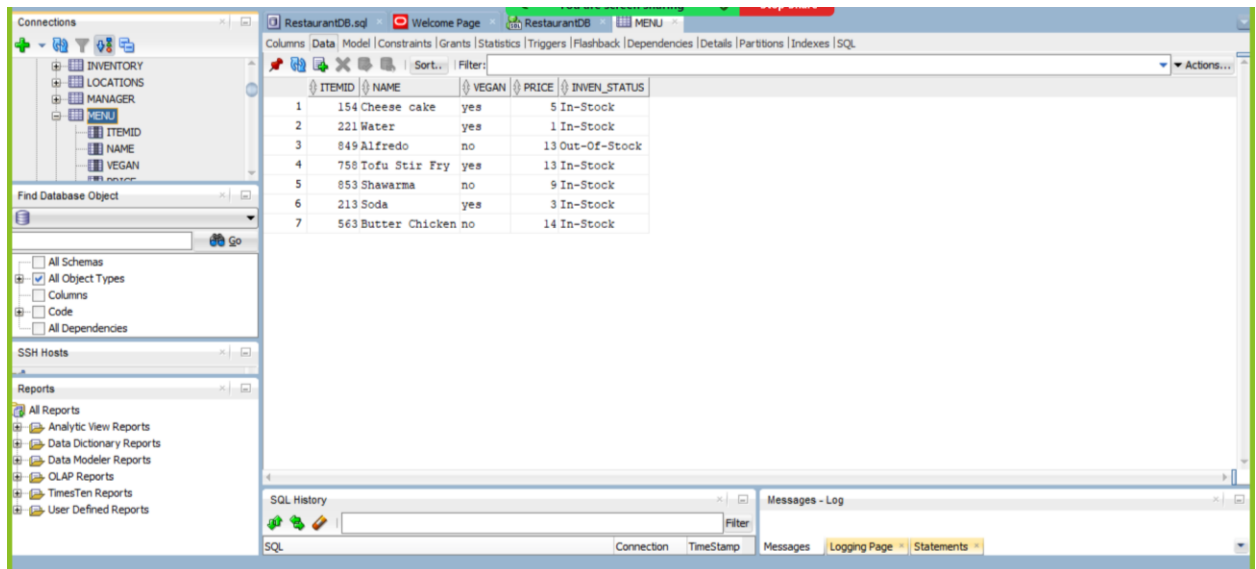 You are screen sharing Stop Share
Connections RestaurantDB.sql Welcome Page RestaurantDB MENU
Columns Data Model Constraints Grants Statistics Triggers Flashback Dependencies Details Partitions Indexes SQL
Sort.. Filter: Actions...
INVENTORY
LOCATIONS
MANAGER
MENU
ITEMID
NAME
VEGAN
PRICE
ITEMID NAME VEGAN PRICE INVEN_STATUS
1 154 Cheese cake yes 5 In-Stock
2 221 Water yes 1 In-Stock
3 849 Alfredo no 13 Out-Of-Stock
4 758 Tofu Stir Fry yes 13 In-Stock
5 853 Shawarma no 9 In-Stock
6 213 Soda yes 3 In-Stock
7 563 Butter Chicken no 14 In-Stock
Find Database Object
Go
All Schemas
All Object Types
Columns
Code
All Dependencies
SSH Hosts
Reports
All Reports
Analytic View Reports
Data Dictionary Reports
Data Modeler Reports
OLAP Reports
TimesTen Reports
User Defined Reports
SQL History
Filter
SQL Connection TimeStamp
Messages - Log
Messages Logging Page Statements